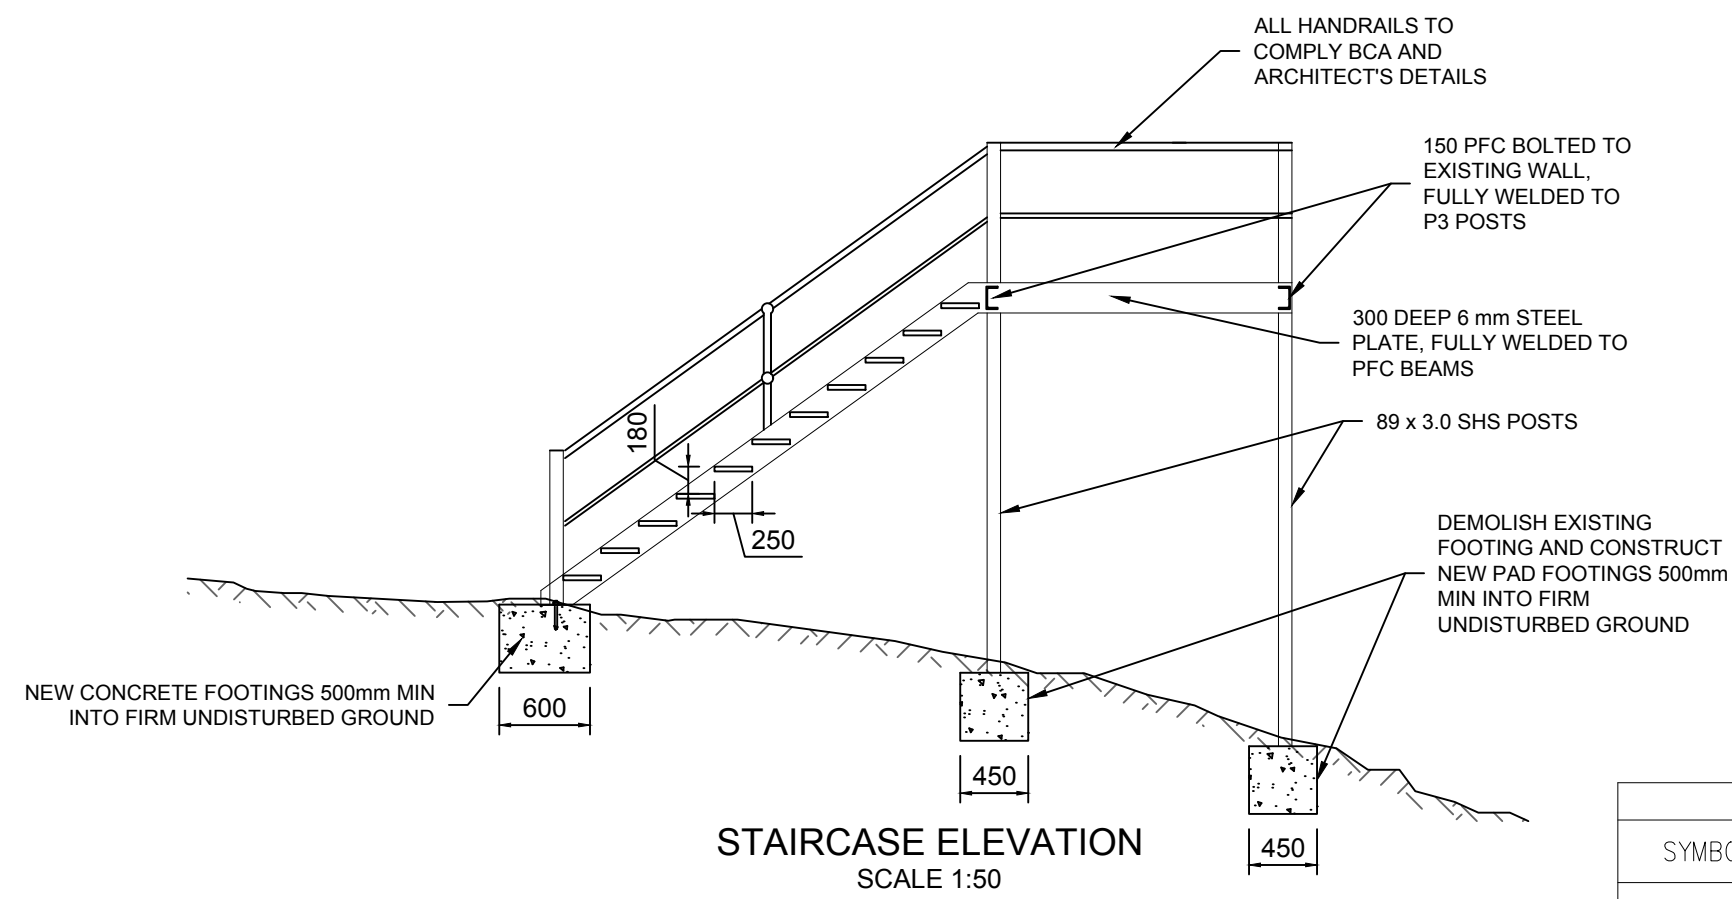 ALL HANDRAILS TO
COMPLY BCA AND
ARCHITECT'S DETAILS
150 PFC BOLTED TO
EXISTING WALL,
FULLY WELDED TO
P3 POSTS
300 DEEP 6 mm STEEL
PLATE, FULLY WELDED TO
PFC BEAMS
89 x 3.0 SHS POSTS
180
250
DEMOLISH EXISTING
FOOTING AND CONSTRUCT
NEW PAD FOOTINGS 500mm
MIN INTO FIRM
UNDISTURBED GROUND
NEW CONCRETE FOOTINGS 500mm MIN
INTO FIRM UNDISTURBED GROUND
600
450
450
STAIRCASE ELEVATION
SCALE 1:50